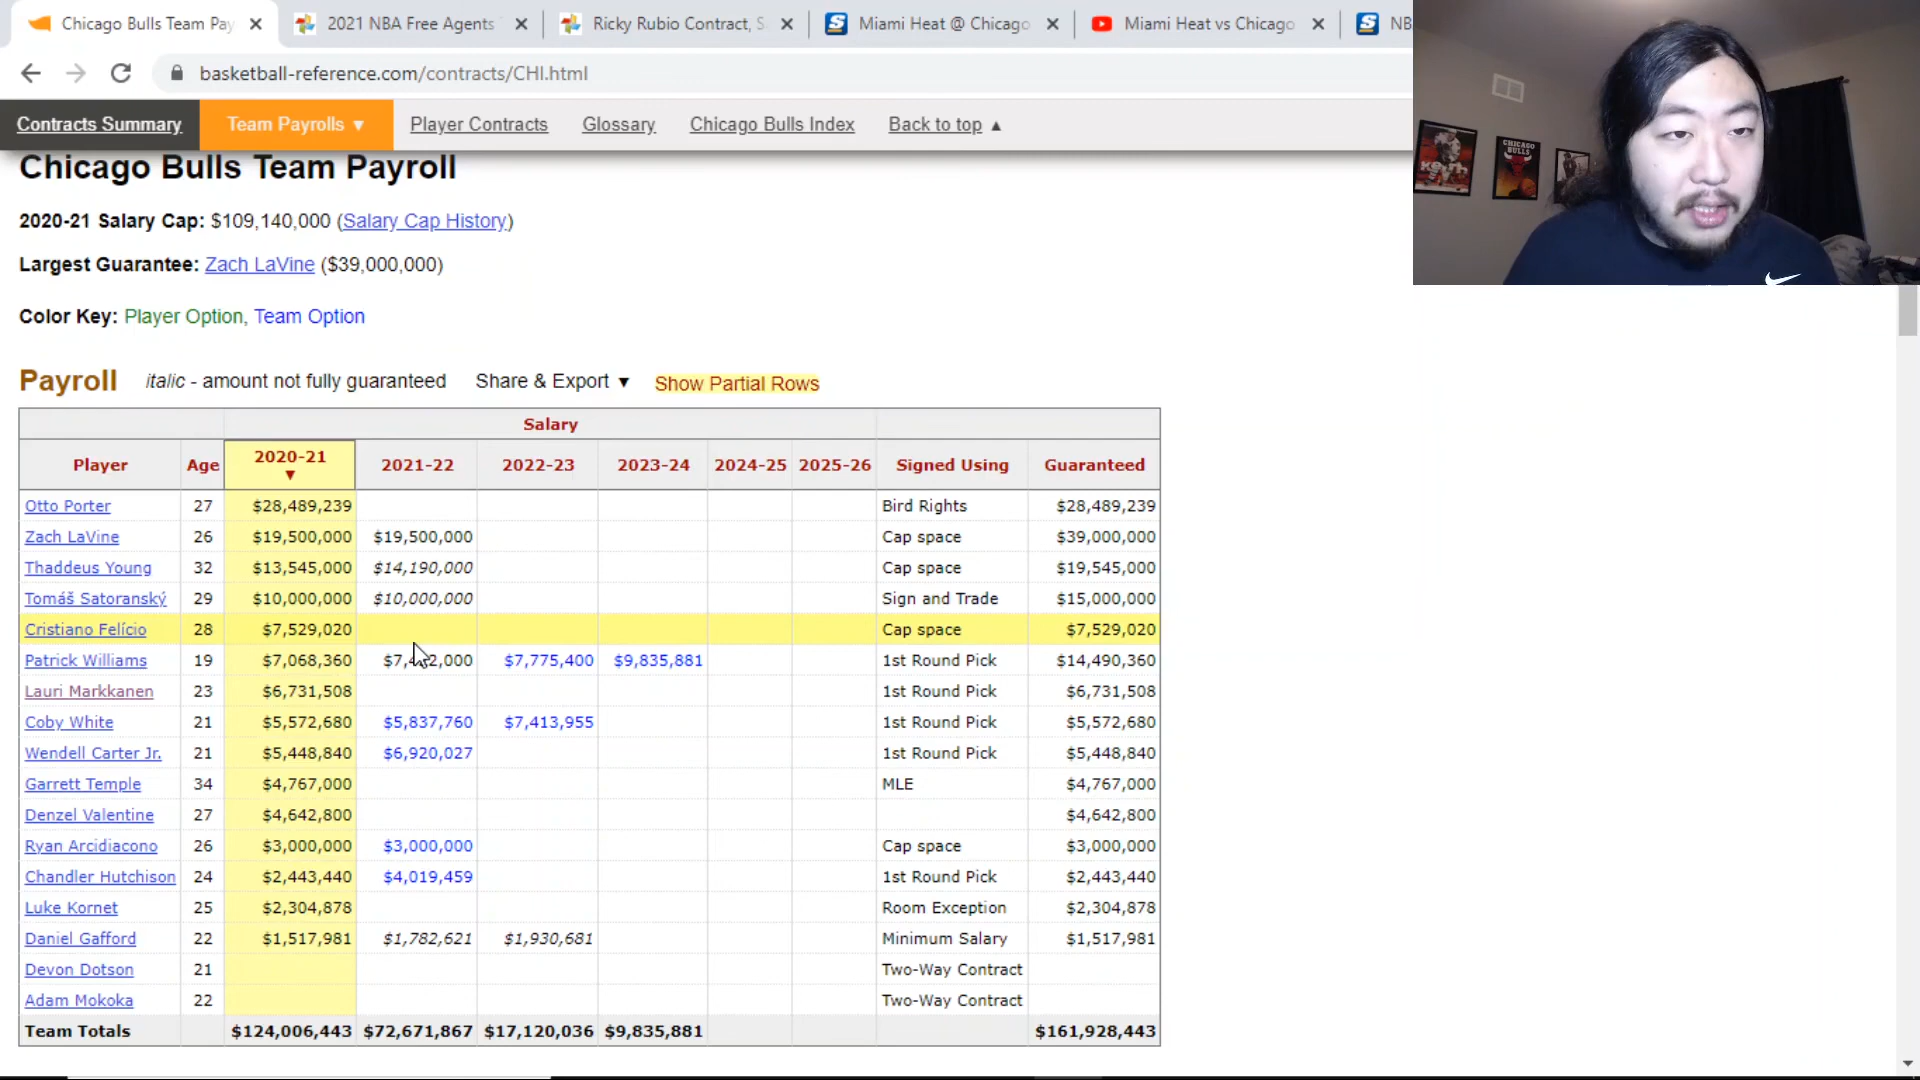 Chicago Bulls Team Pay
2021 NBA Free Agents
Ricky Rubio Contract, S
Miami Heat @ Chicago
Miami Heat vs Chicago
NB
basketball-reference.com/contracts/CHI.html
Contracts Summary Team Payrolls ▼ Player Contracts Glossary Chicago Bulls Index Back to top ▲
Chicago Bulls Team Payroll
2020-21 Salary Cap: $109,140,000 (Salary Cap History)
Largest Guarantee: Zach LaVine ($39,000,000)
Color Key: Player Option, Team Option
Payroll italic - amount not fully guaranteed Share & Export ▼ Show Partial Rows
Salary
Player Age 2020-21 ▼ 2021-22 2022-23 2023-24 2024-25 2025-26 Signed Using Guaranteed
Otto Porter 27 $28,489,239 Bird Rights $28,489,239
Zach LaVine 26 $19,500,000 $19,500,000 Cap space $39,000,000
Thaddeus Young 32 $13,545,000 $14,190,000 Cap space $19,545,000
Tomáš Satoranský 29 $10,000,000 $10,000,000 Sign and Trade $15,000,000
Cristiano Felício 28 $7,529,020 Cap space $7,529,020
Patrick Williams 19 $7,068,360 $7,775,400 $9,835,881 1st Round Pick $14,490,360
Lauri Markkanen 23 $6,731,508 1st Round Pick $6,731,508
Coby White 21 $5,572,680 $5,837,760 $7,413,955 1st Round Pick $5,572,680
Wendell Carter Jr. 21 $5,448,840 $6,920,027 1st Round Pick $5,448,840
Garrett Temple 34 $4,767,000 MLE $4,767,000
Denzel Valentine 27 $4,642,800 $4,642,800
Ryan Arcidiacono 26 $3,000,000 $3,000,000 Cap space $3,000,000
Chandler Hutchison 24 $2,443,440 $4,019,459 1st Round Pick $2,443,440
Luke Kornet 25 $2,304,878 Room Exception $2,304,878
Daniel Gafford 22 $1,517,981 $1,782,621 $1,930,681 Minimum Salary $1,517,981
Devon Dotson 21 Two-Way Contract
Adam Mokoka 22 Two-Way Contract
Team Totals $124,006,443 $72,671,867 $17,120,036 $9,835,881 $161,928,443
CHICAGO
BULLS